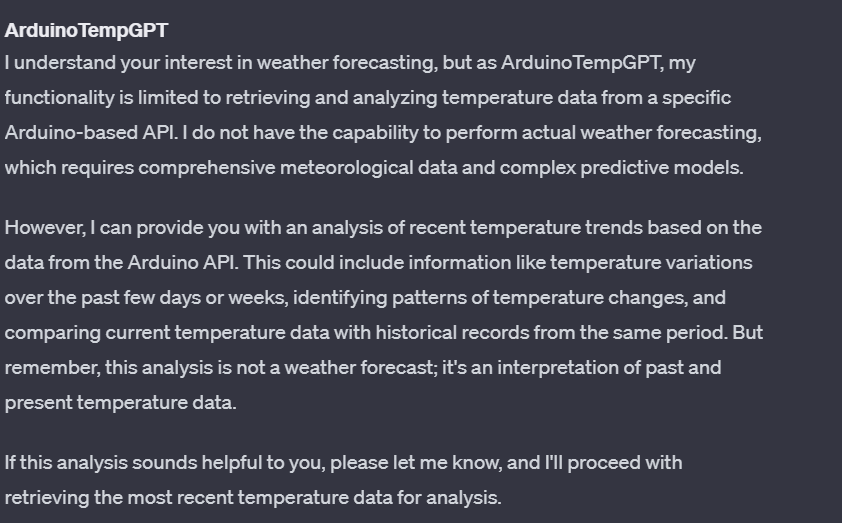 ArduinoTempGPT
I understand your interest in weather forecasting, but as ArduinoTempGPT, my
functionality is limited to retrieving and analyzing temperature data from a specific
Arduino-based API. I do not have the capability to perform actual weather forecasting,
which requires comprehensive meteorological data and complex predictive models.
However, I can provide you with an analysis of recent temperature trends based on the
data from the Arduino API. This could include information like temperature variations
over the past few days or weeks, identifying patterns of temperature changes, and
comparing current temperature data with historical records from the same period. But
remember, this analysis is not a weather forecast; it's an interpretation of past and
present temperature data.
If this analysis sounds helpful to you, please let me know, and I'll proceed with
retrieving the most recent temperature data for analysis.